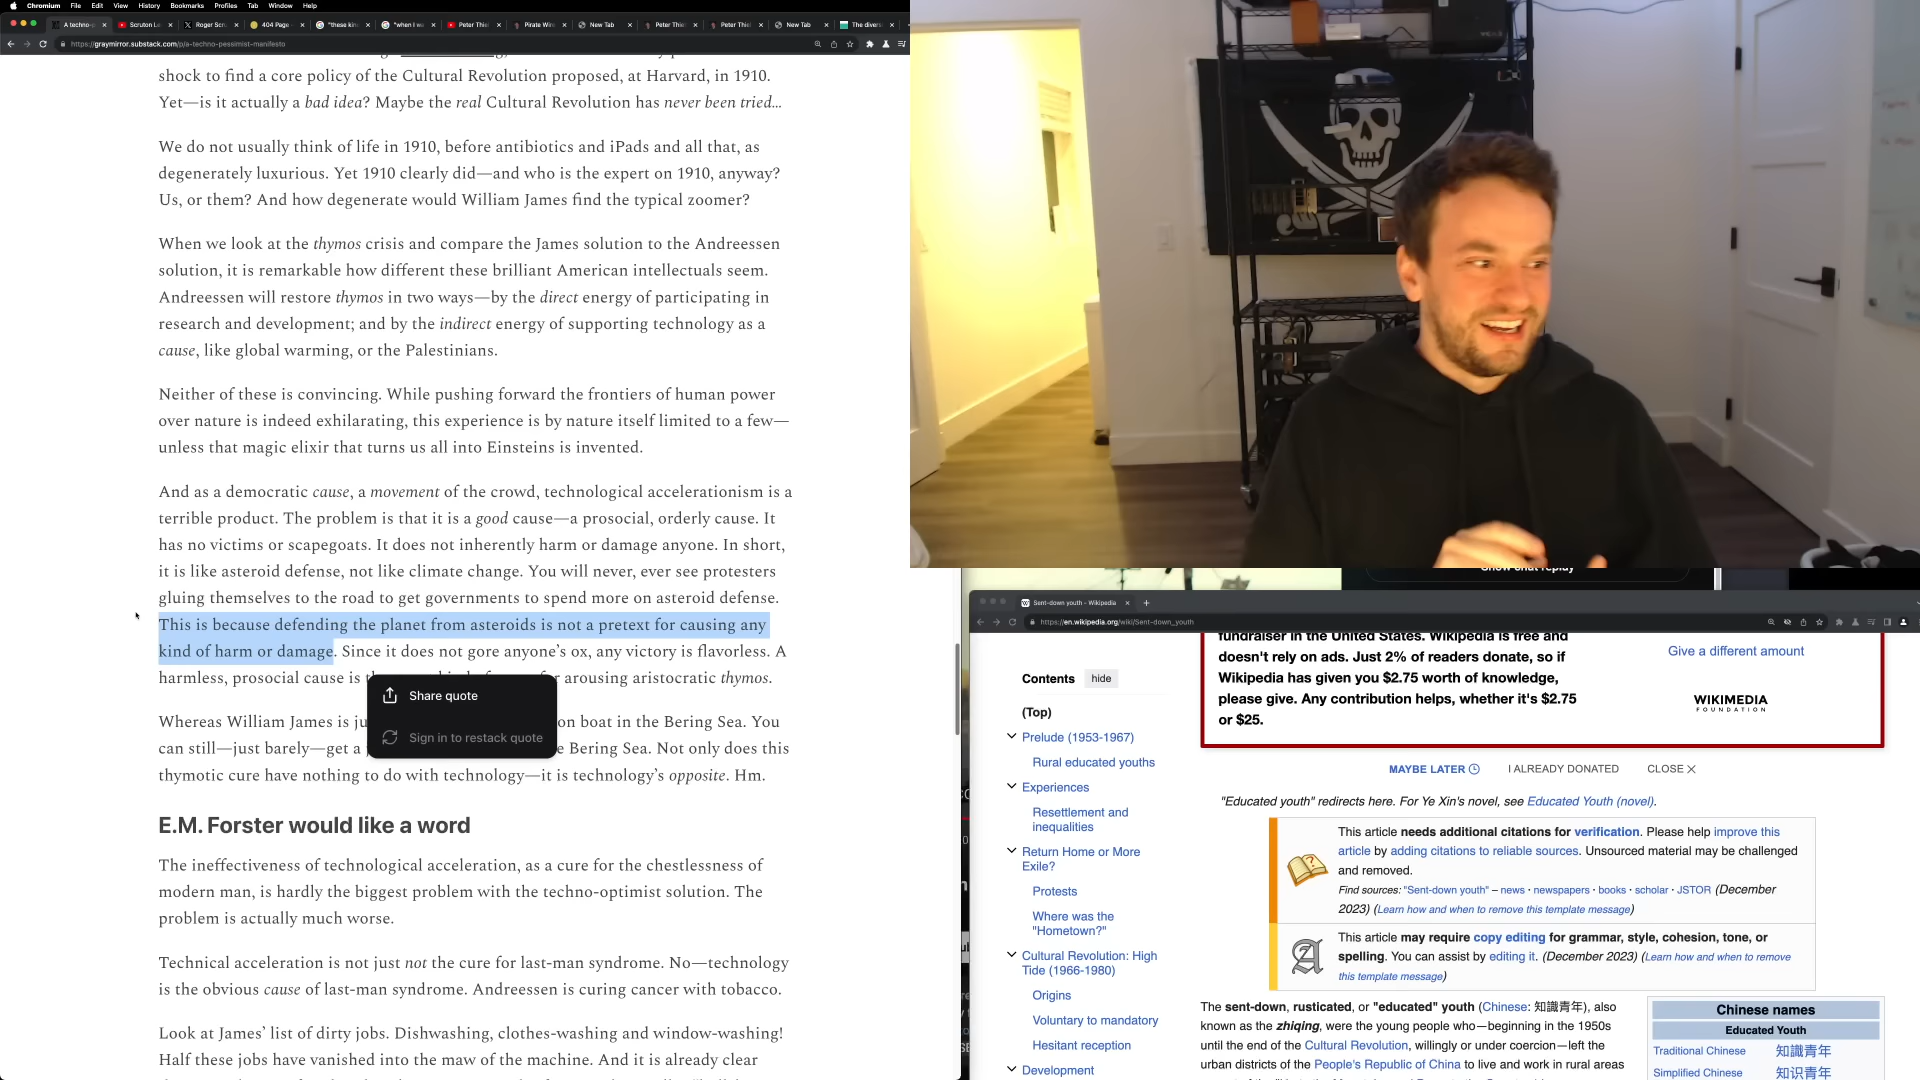 Chromium File Edit View History Bookmarks Profiles Tab Window Help
https://graymirror.substack.com/p/a-techno-pessimist-manifesto
shock to find a core policy of the Cultural Revolution proposed, at Harvard, in 1910.
Yet—is it actually a bad idea? Maybe the real Cultural Revolution has never been tried…
We do not usually think of life in 1910, before antibiotics and iPads and all that, as
degenerately luxurious. Yet 1910 clearly did—and who is the expert on 1910, anyway?
Us, or them? And how degenerate would William James find the typical zoomer?
When we look at the thymos crisis and compare the James solution to the Andreessen
solution, it is remarkable how different these brilliant American intellectuals seem.
Andreessen will restore thymos in two ways—by the direct energy of participating in
research and development; and by the indirect energy of supporting technology as a
cause, like global warming, or the Palestinians.
Neither of these is convincing. While pushing forward the frontiers of human power
over nature is indeed exhilarating, this experience is by nature itself limited to a few—
unless that magic elixir that turns us all into Einsteins is invented.
And as a democratic cause, a movement of the crowd, technological accelerationism is a
terrible product. The problem is that it is a good cause—a prosocial, orderly cause. It
has no victims or scapegoats. It does not inherently harm or damage anyone. In short,
it is like asteroid defense, not like climate change. You will never, ever see protesters
gluing themselves to the road to get governments to spend more on asteroid defense.
This is because defending the planet from asteroids is not a pretext for causing any
kind of harm or damage. Since it does not gore anyone's ox, any victory is flavorless. A
harmless, prosocial cause is arousing aristocratic thymos.
Share quote
Sign in to restack quote
Whereas William James is on boat in the Bering Sea. You
can still—just barely—get a Bering Sea. Not only does this
thymotic cure have nothing to do with technology—it is technology's opposite. Hm.
E.M. Forster would like a word
The ineffectiveness of technological acceleration, as a cure for the chestlessness of
modern man, is hardly the biggest problem with the techno-optimist solution. The
problem is actually much worse.
Technical acceleration is not just not the cure for last-man syndrome. No—technology
is the obvious cause of last-man syndrome. Andreessen is curing cancer with tobacco.
Look at James' list of dirty jobs. Dishwashing, clothes-washing and window-washing!
Half these jobs have vanished into the maw of the machine. And it is already clear
Sent-down youth - Wikipedia
https://en.wikipedia.org/wiki/Sent-down_youth
fundraiser in the United States. Wikipedia is free and
doesn't rely on ads. Just 2% of readers donate, so if
Wikipedia has given you $2.75 worth of knowledge,
please give. Any contribution helps, whether it's $2.75
or $25.
Give a different amount
WIKIMEDIA
FOUNDATION
MAYBE LATER I ALREADY DONATED CLOSE
Contents hide
(Top)
Prelude (1953-1967)
Rural educated youths
Experiences
Resettlement and
inequalities
Return Home or More
Exile?
Protests
Where was the
"Hometown?"
Cultural Revolution: High
Tide (1966-1980)
Origins
Voluntary to mandatory
Hesitant reception
Development
"Educated youth" redirects here. For Ye Xin's novel, see Educated Youth (novel).
This article needs additional citations for verification. Please help improve this
article by adding citations to reliable sources. Unsourced material may be challenged
and removed.
Find sources: "Sent-down youth" – news · newspapers · books · scholar · JSTOR (December
2023) (Learn how and when to remove this template message)
This article may require copy editing for grammar, style, cohesion, tone, or
spelling. You can assist by editing it. (December 2023) (Learn how and when to remove
this template message)
The sent-down, rusticated, or "educated" youth (Chinese: 知識青年), also
known as the zhiqing, were the young people who—beginning in the 1950s
until the end of the Cultural Revolution, willingly or under coercion—left the
urban districts of the People's Republic of China to live and work in rural areas
Chinese names
Educated Youth
Traditional Chinese 知識青年
Simplified Chinese 知识青年